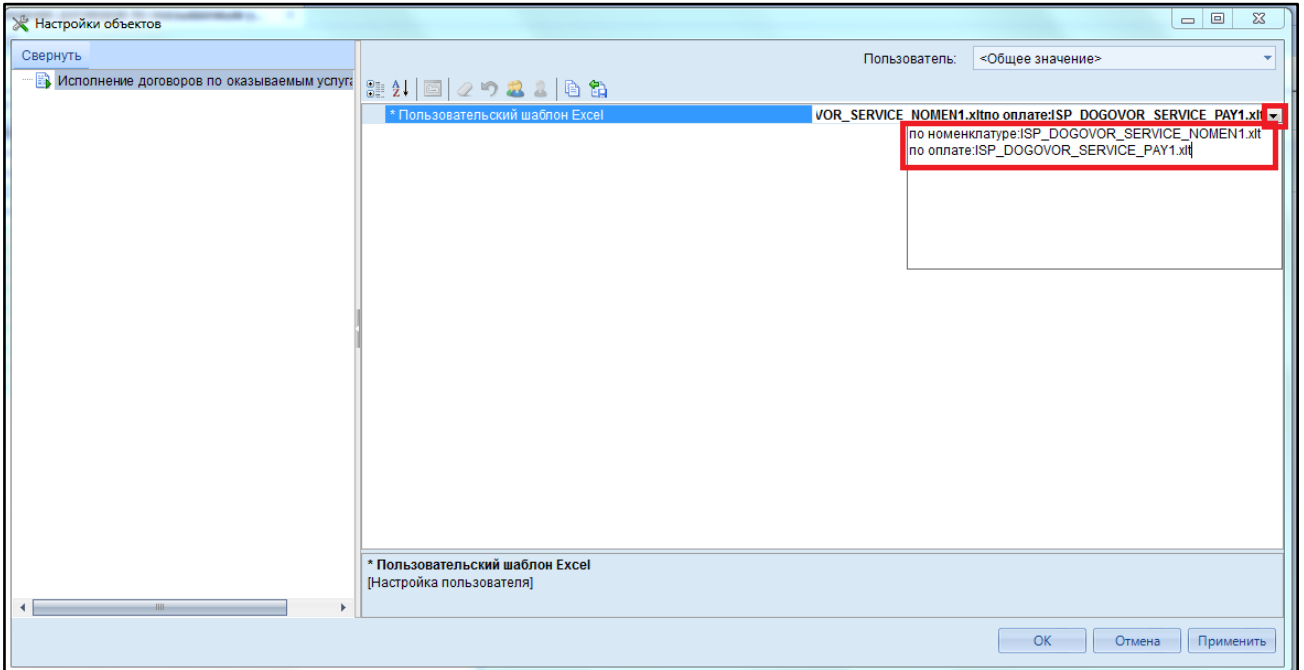 Настройки объектов
Свернуть
Исполнение договоров по оказываемым услуга
Пользователь: <Общее значение>
* Пользовательский шаблон Excel
VOR_SERVICE_NOMEN1.xltпо оплате:ISP_DOGOVOR_SERVICE_PAY1.xlt
по номенклатуре:ISP_DOGOVOR_SERVICE_NOMEN1.xlt
по оплате:ISP_DOGOVOR_SERVICE_PAY1.xlt
* Пользовательский шаблон Excel
[Настройка пользователя]
OK Отмена Применить